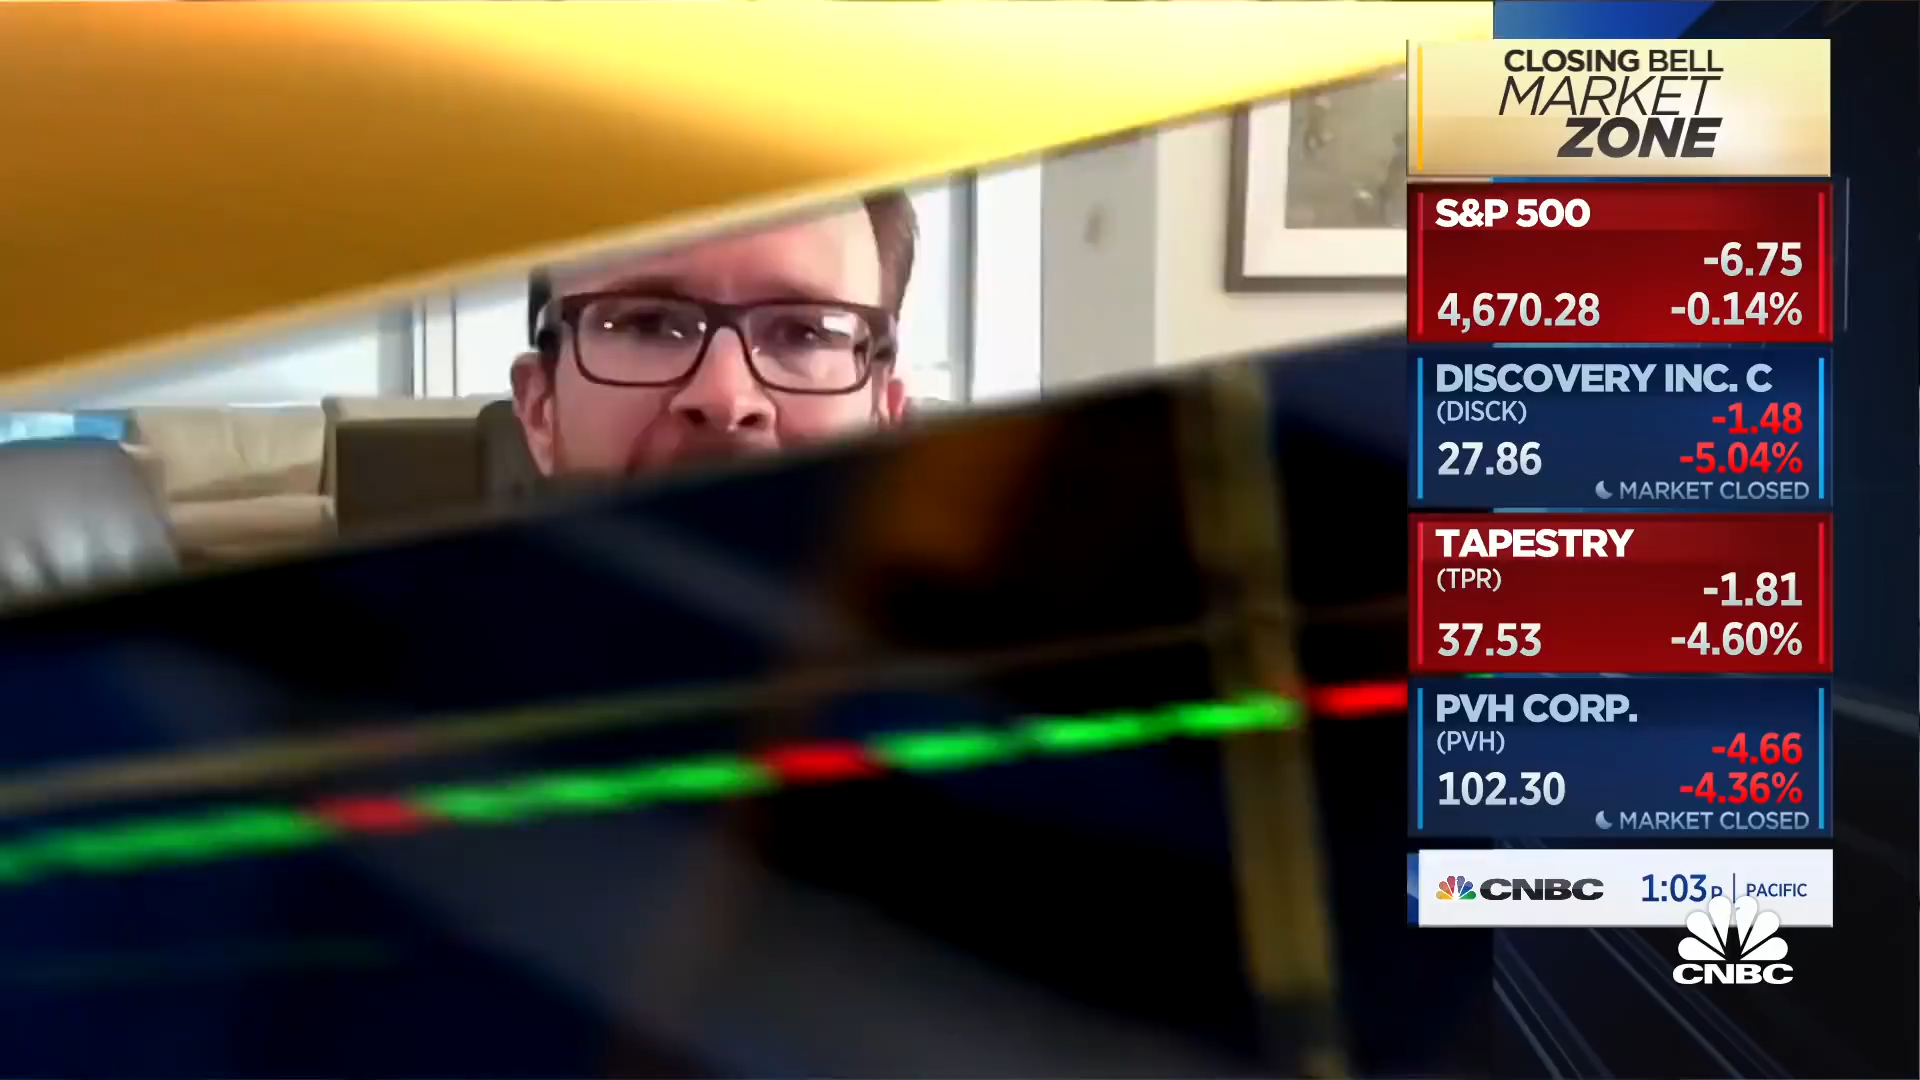 CLOSING BELL
MARKET
ZONE
S&P 500
-6.75
4,670.28 -0.14%
DISCOVERY INC. C
(DISCK) -1.48
27.86 -5.04%
MARKET CLOSED
TAPESTRY
(TPR) -1.81
37.53 -4.60%
PVH CORP.
(PVH) -4.66
102.30 -4.36%
MARKET CLOSED
CNBC 1:03P PACIFIC
CNBC